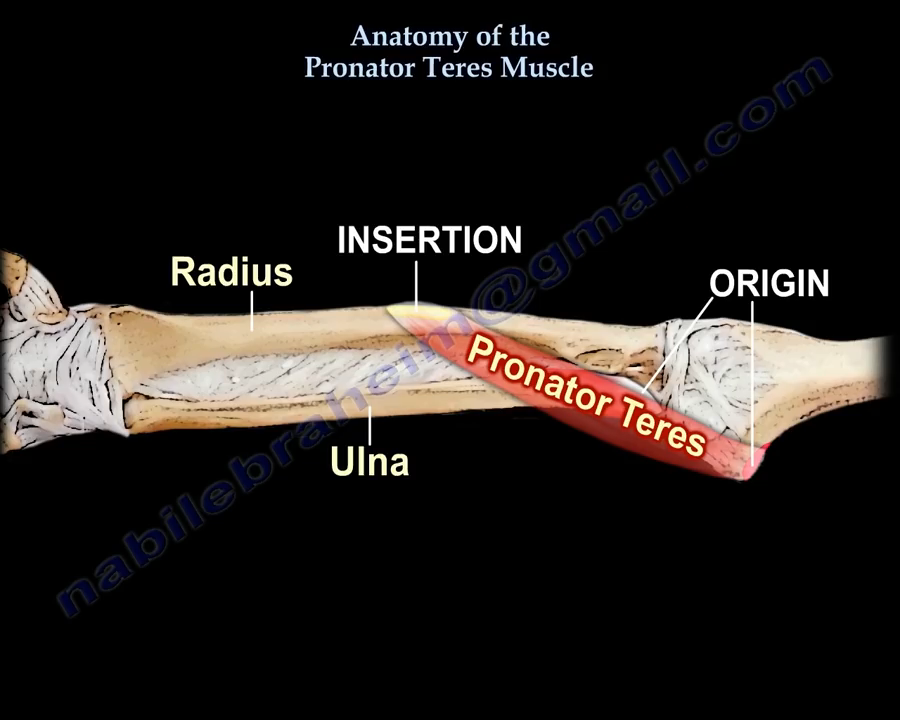 Anatomy of the
Pronator Teres Muscle
INSERTION
Radius
ORIGIN
Pronator Teres
Ulna
nabilebraheim@gmail.com